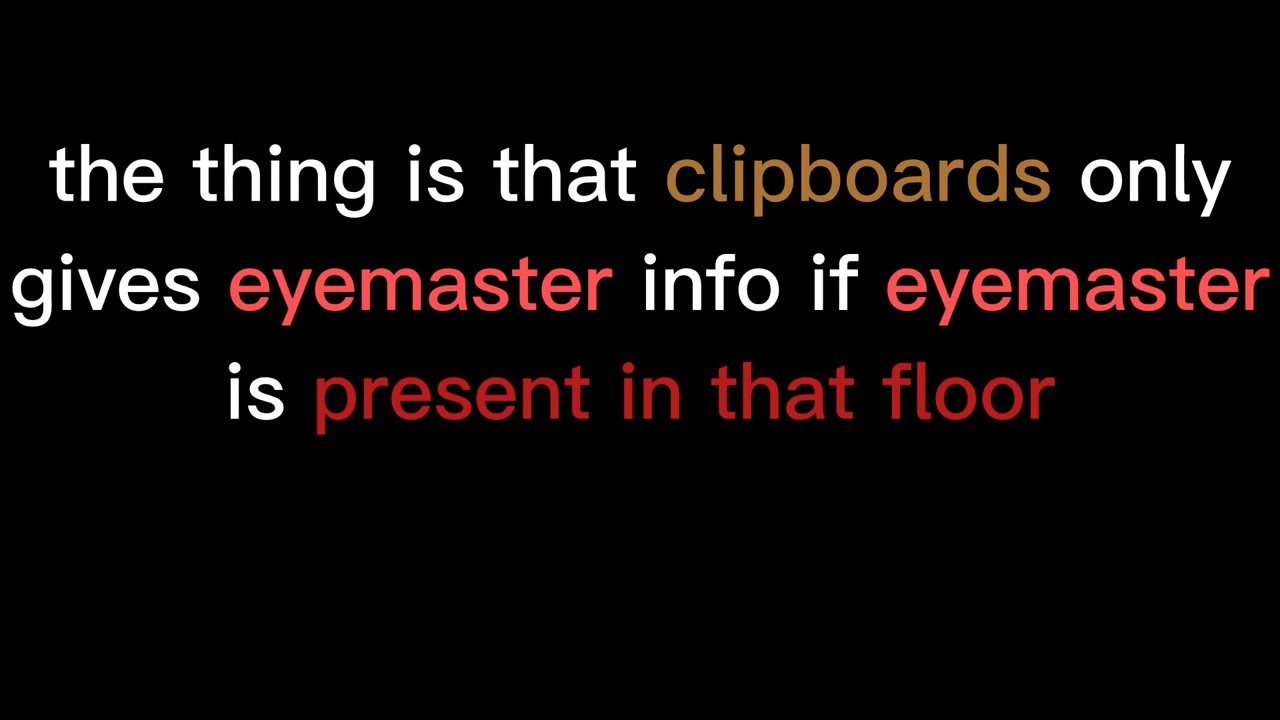 the thing is that clipboards only
gives eyemaster info if eyemaster
is present in that floor